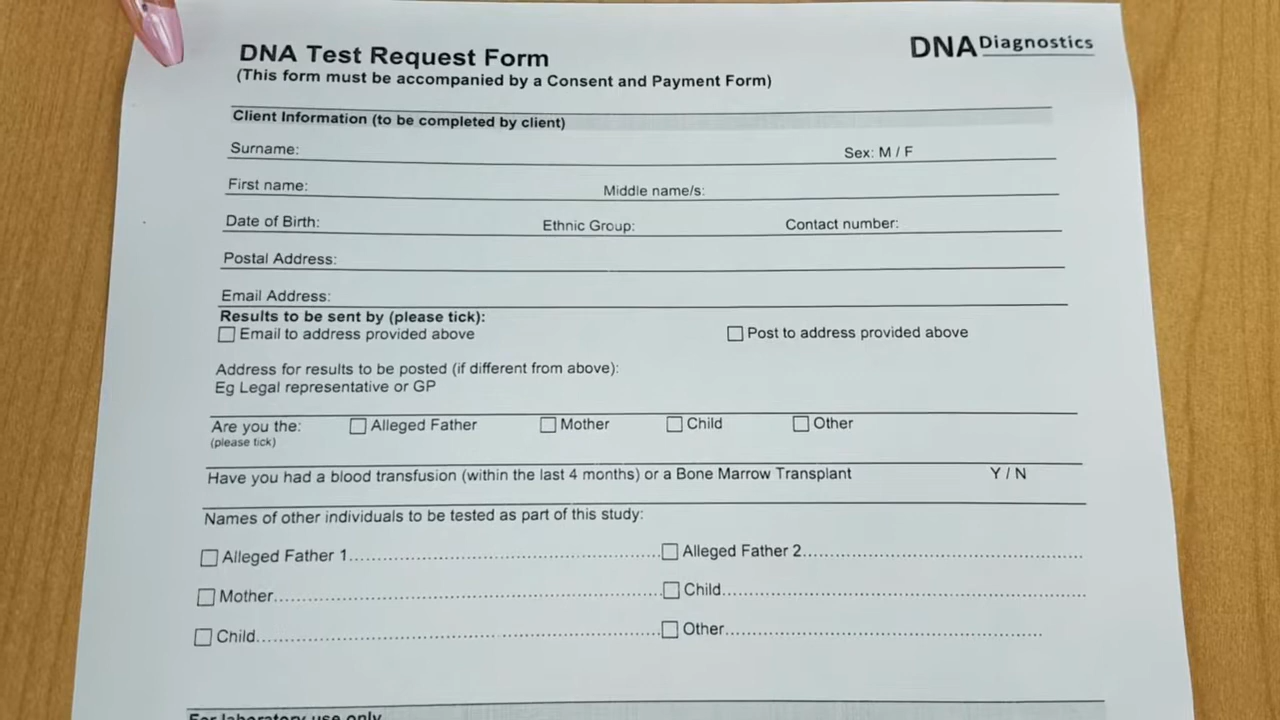 DNA Test Request Form
DNA Diagnostics
(This form must be accompanied by a Consent and Payment Form)
Client Information (to be completed by client)
Surname: Sex: M / F
First name: Middle name/s:
Date of Birth: Ethnic Group: Contact number:
Postal Address:
Email Address:
Results to be sent by (please tick):
Email to address provided above Post to address provided above
Address for results to be posted (if different from above):
Eg Legal representative or GP
Are you the: Alleged Father Mother Child Other
(please tick)
Have you had a blood transfusion (within the last 4 months) or a Bone Marrow Transplant Y / N
Names of other individuals to be tested as part of this study:
Alleged Father 1 Alleged Father 2
Mother Child
Child Other
For laboratory use only